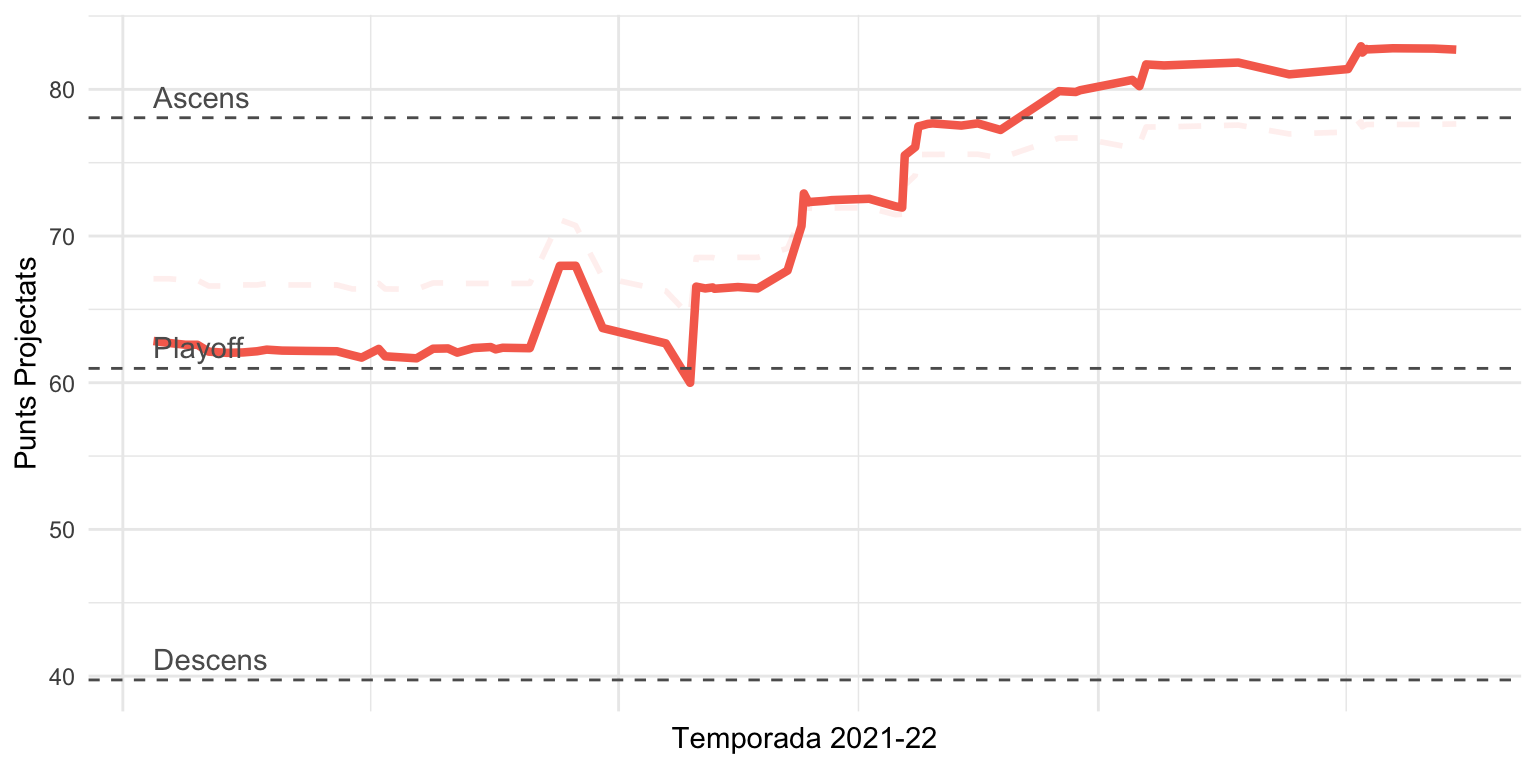 80
70
60
50
40
Punts Projectats
Ascens
Playoff
Descens
Temporada 2021-22